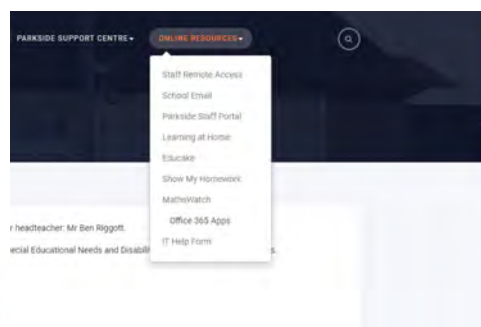 PARKSIDE SUPPORT CENTRE
ONLINE RESOURCES
Staff Remote Access
School Email
Parkside Staff Portal
Learning at Home
Educake
Show My Homework
MathsWatch
Office 365 Apps
IT Help Form
r headteacher: Mr Ben Riggott.
ecial Educational Needs and Disabili
s.